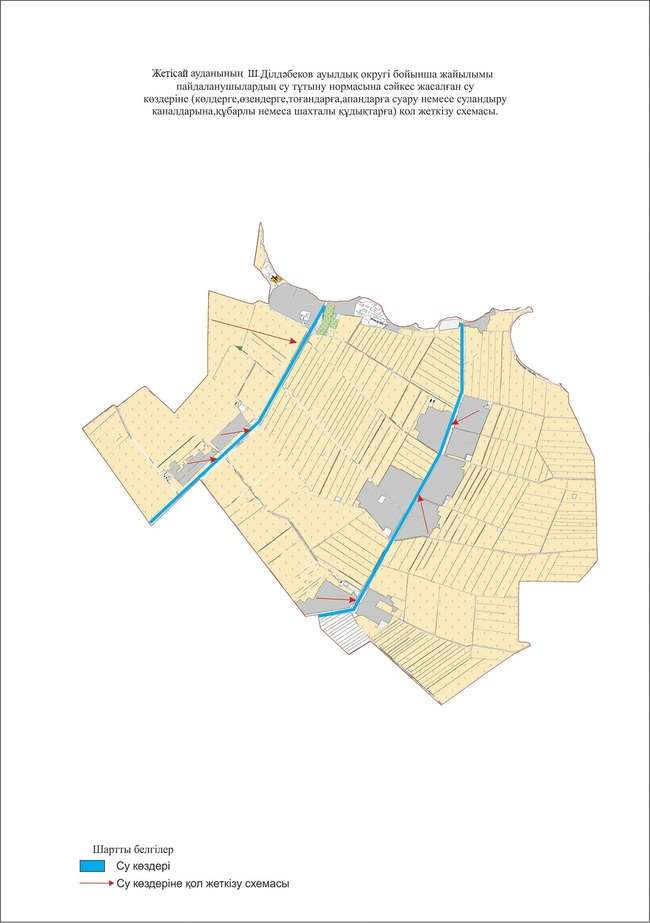 Жетісай ауданының Ш.Ділдәбеков ауылдық округі бойынша жайылымы
пайдаланушылардың су тұтыну нормасына сәйкес жасалған су
көздеріне (көлдерге,өзендерге,тоғандарға,апандарға суару немесе суландыру
каналдарына,құбарлы немеса шахталы құдықтарға) қол жеткізу схемасы.
Шартты белгілер
Су көздері
Су көздеріне қол жеткізу схемасы